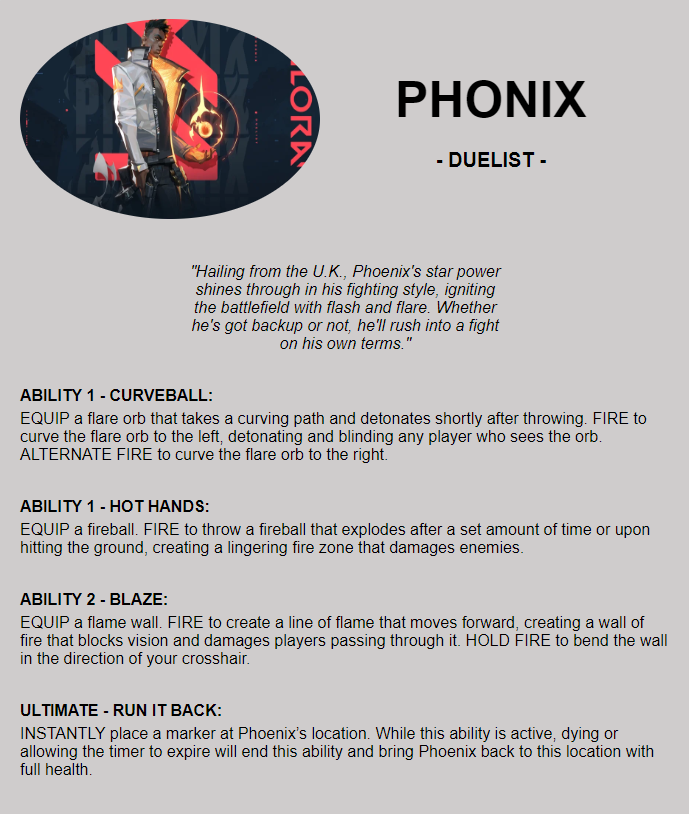 PHONIX
- DUELIST -
"Hailing from the U.K., Phoenix's star power
shines through in his fighting style, igniting
the battlefield with flash and flare. Whether
he's got backup or not, he'll rush into a fight
on his own terms."
ABILITY 1 - CURVEBALL:
EQUIP a flare orb that takes a curving path and detonates shortly after throwing. FIRE to
curve the flare orb to the left, detonating and blinding any player who sees the orb.
ALTERNATE FIRE to curve the flare orb to the right.
ABILITY 1 - HOT HANDS:
EQUIP a fireball. FIRE to throw a fireball that explodes after a set amount of time or upon
hitting the ground, creating a lingering fire zone that damages enemies.
ABILITY 2 - BLAZE:
EQUIP a flame wall. FIRE to create a line of flame that moves forward, creating a wall of
fire that blocks vision and damages players passing through it. HOLD FIRE to bend the wall
in the direction of your crosshair.
ULTIMATE - RUN IT BACK:
INSTANTLY place a marker at Phoenix’s location. While this ability is active, dying or
allowing the timer to expire will end this ability and bring Phoenix back to this location with
full health.